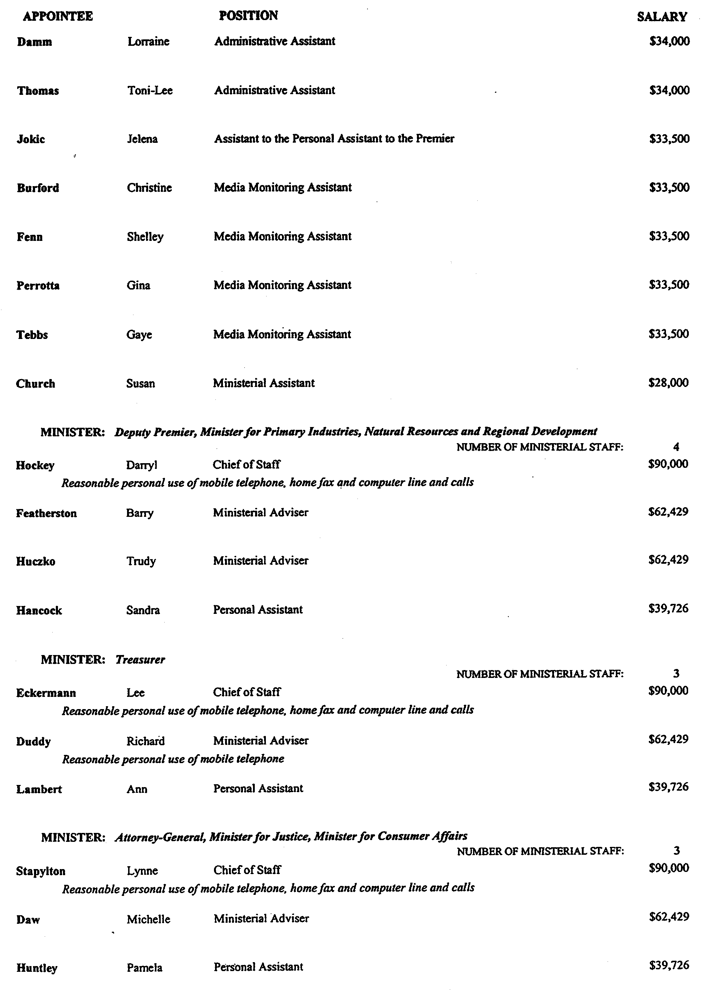 APPOINTEE POSITION SALARY
Damm Lorraine Administrative Assistant $34,000
Thomas Toni-Lee Administrative Assistant $34,000
Jokic Jelena Assistant to the Personal Assistant to the Premier $33,500
Burford Christine Media Monitoring Assistant $33,500
Fenn Shelley Media Monitoring Assistant $33,500
Perrotta Gina Media Monitoring Assistant $33,500
Tebbs Gaye Media Monitoring Assistant $33,500
Church Susan Ministerial Assistant $28,000
MINISTER: Deputy Premier, Minister for Primary Industries, Natural Resources and Regional Development
NUMBER OF MINISTERIAL STAFF: 4
Hockey Darryl Chief of Staff $90,000
Reasonable personal use of mobile telephone, home fax and computer line and calls
Featherston Barry Ministerial Adviser $62,429
Huczko Trudy Ministerial Adviser $62,429
Hancock Sandra Personal Assistant $39,726
MINISTER: Treasurer
NUMBER OF MINISTERIAL STAFF: 3
Eckermann Lee Chief of Staff $90,000
Reasonable personal use of mobile telephone, home fax and computer line and calls
Duddy Richard Ministerial Adviser $62,429
Reasonable personal use of mobile telephone
Lambert Ann Personal Assistant $39,726
MINISTER: Attorney-General, Minister for Justice, Minister for Consumer Affairs
NUMBER OF MINISTERIAL STAFF: 3
Stapylton Lynne Chief of Staff $90,000
Reasonable personal use of mobile telephone, home fax and computer line and calls
Daw Michelle Ministerial Adviser $62,429
Huntley Pamela Personal Assistant $39,726